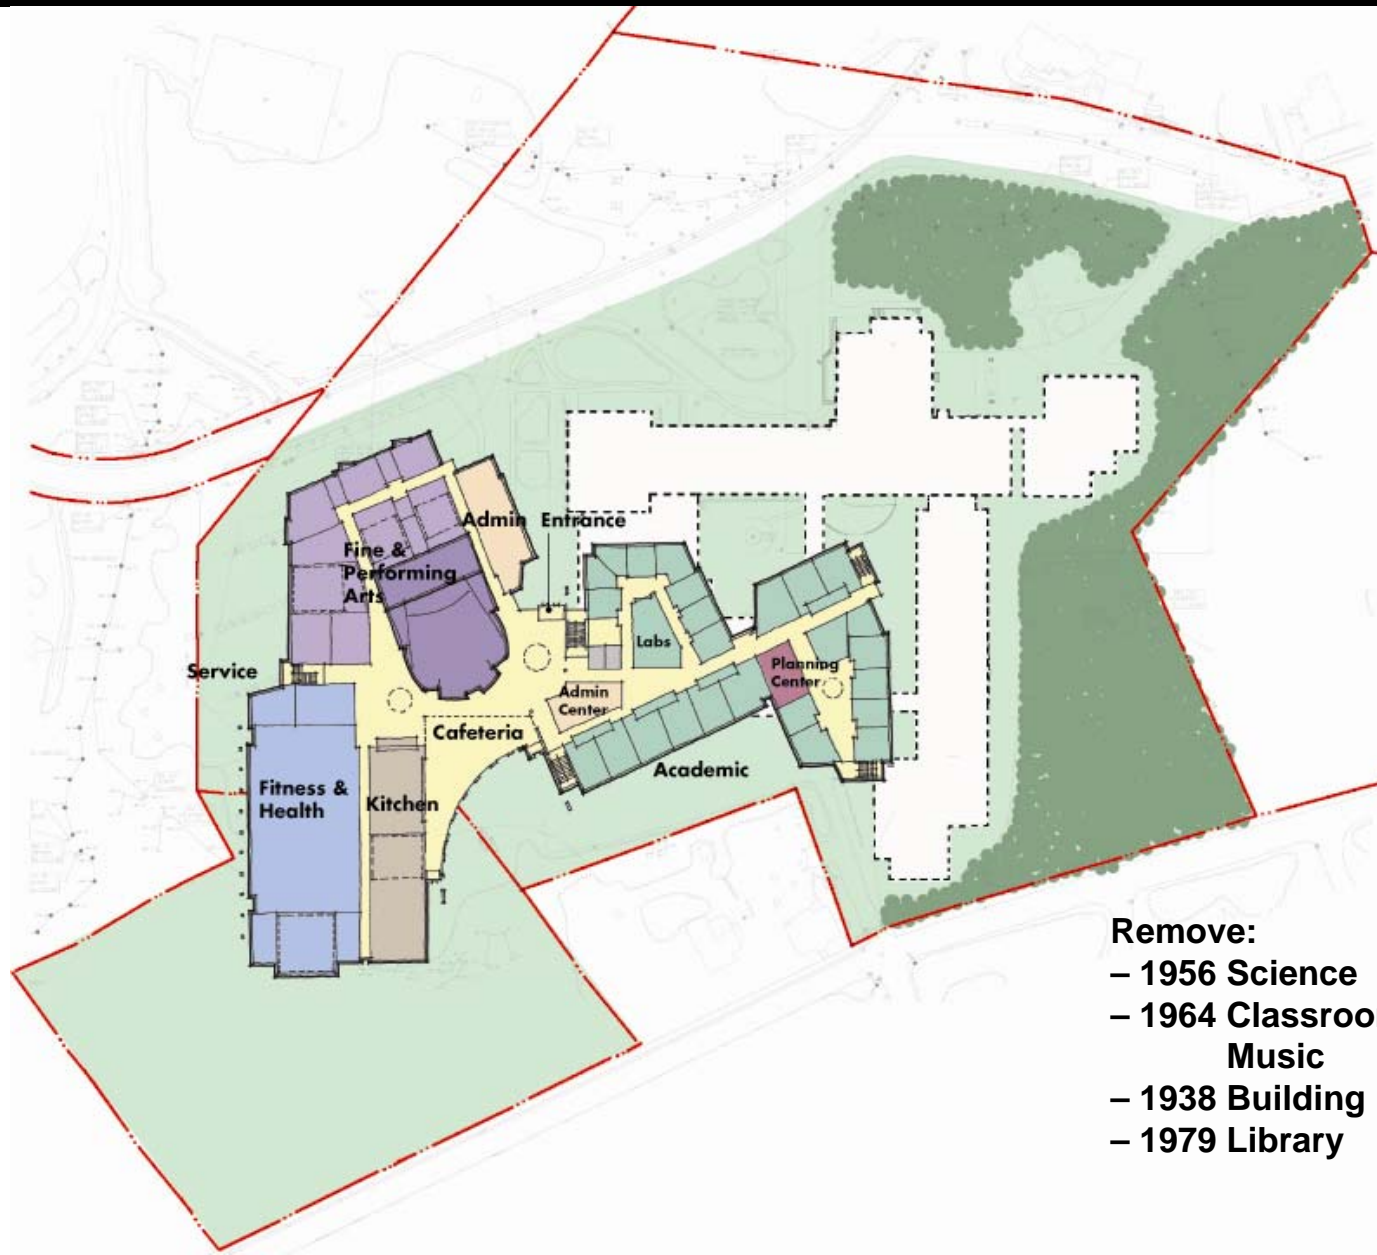 Admin Entrance
Fine &
Performing
Arts
Labs
Service
Planning
Center
Admin
Center
Cafeteria
Academic
Fitness &
Health
Kitchen
Remove:
– 1956 Science
– 1964 Classroo
Music
– 1938 Building
– 1979 Library